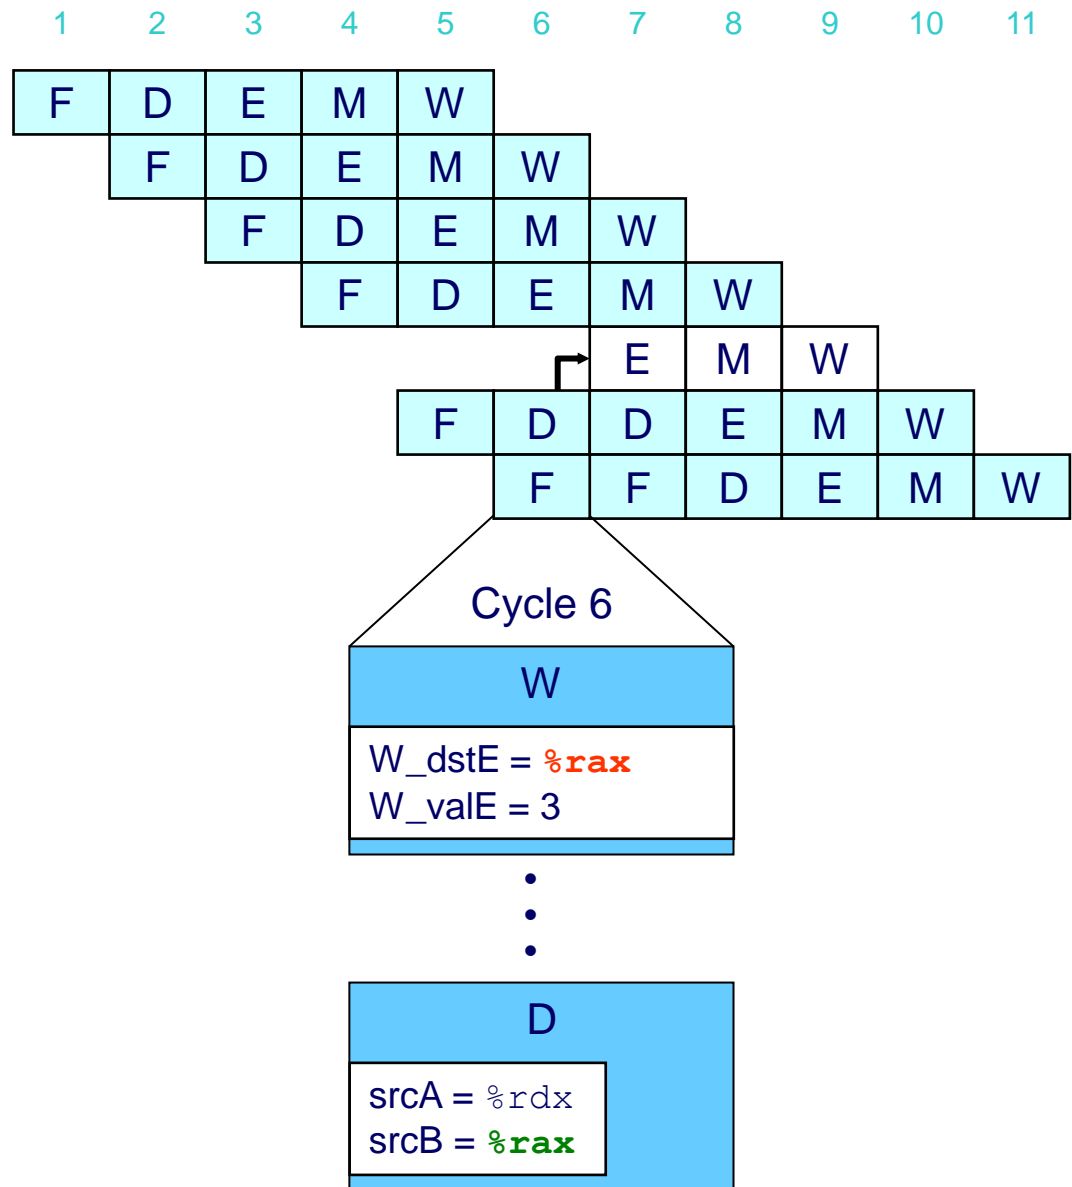 1 2 3 4 5 6 7 8 9 10 11
F D E M W
F D E M W
F D E M W
F D E M W
E M W
F D D E M W
F F D E M W
Cycle 6
W
W_dstE = %rax
W_valE = 3
D
srcA = %rdx
srcB = %rax